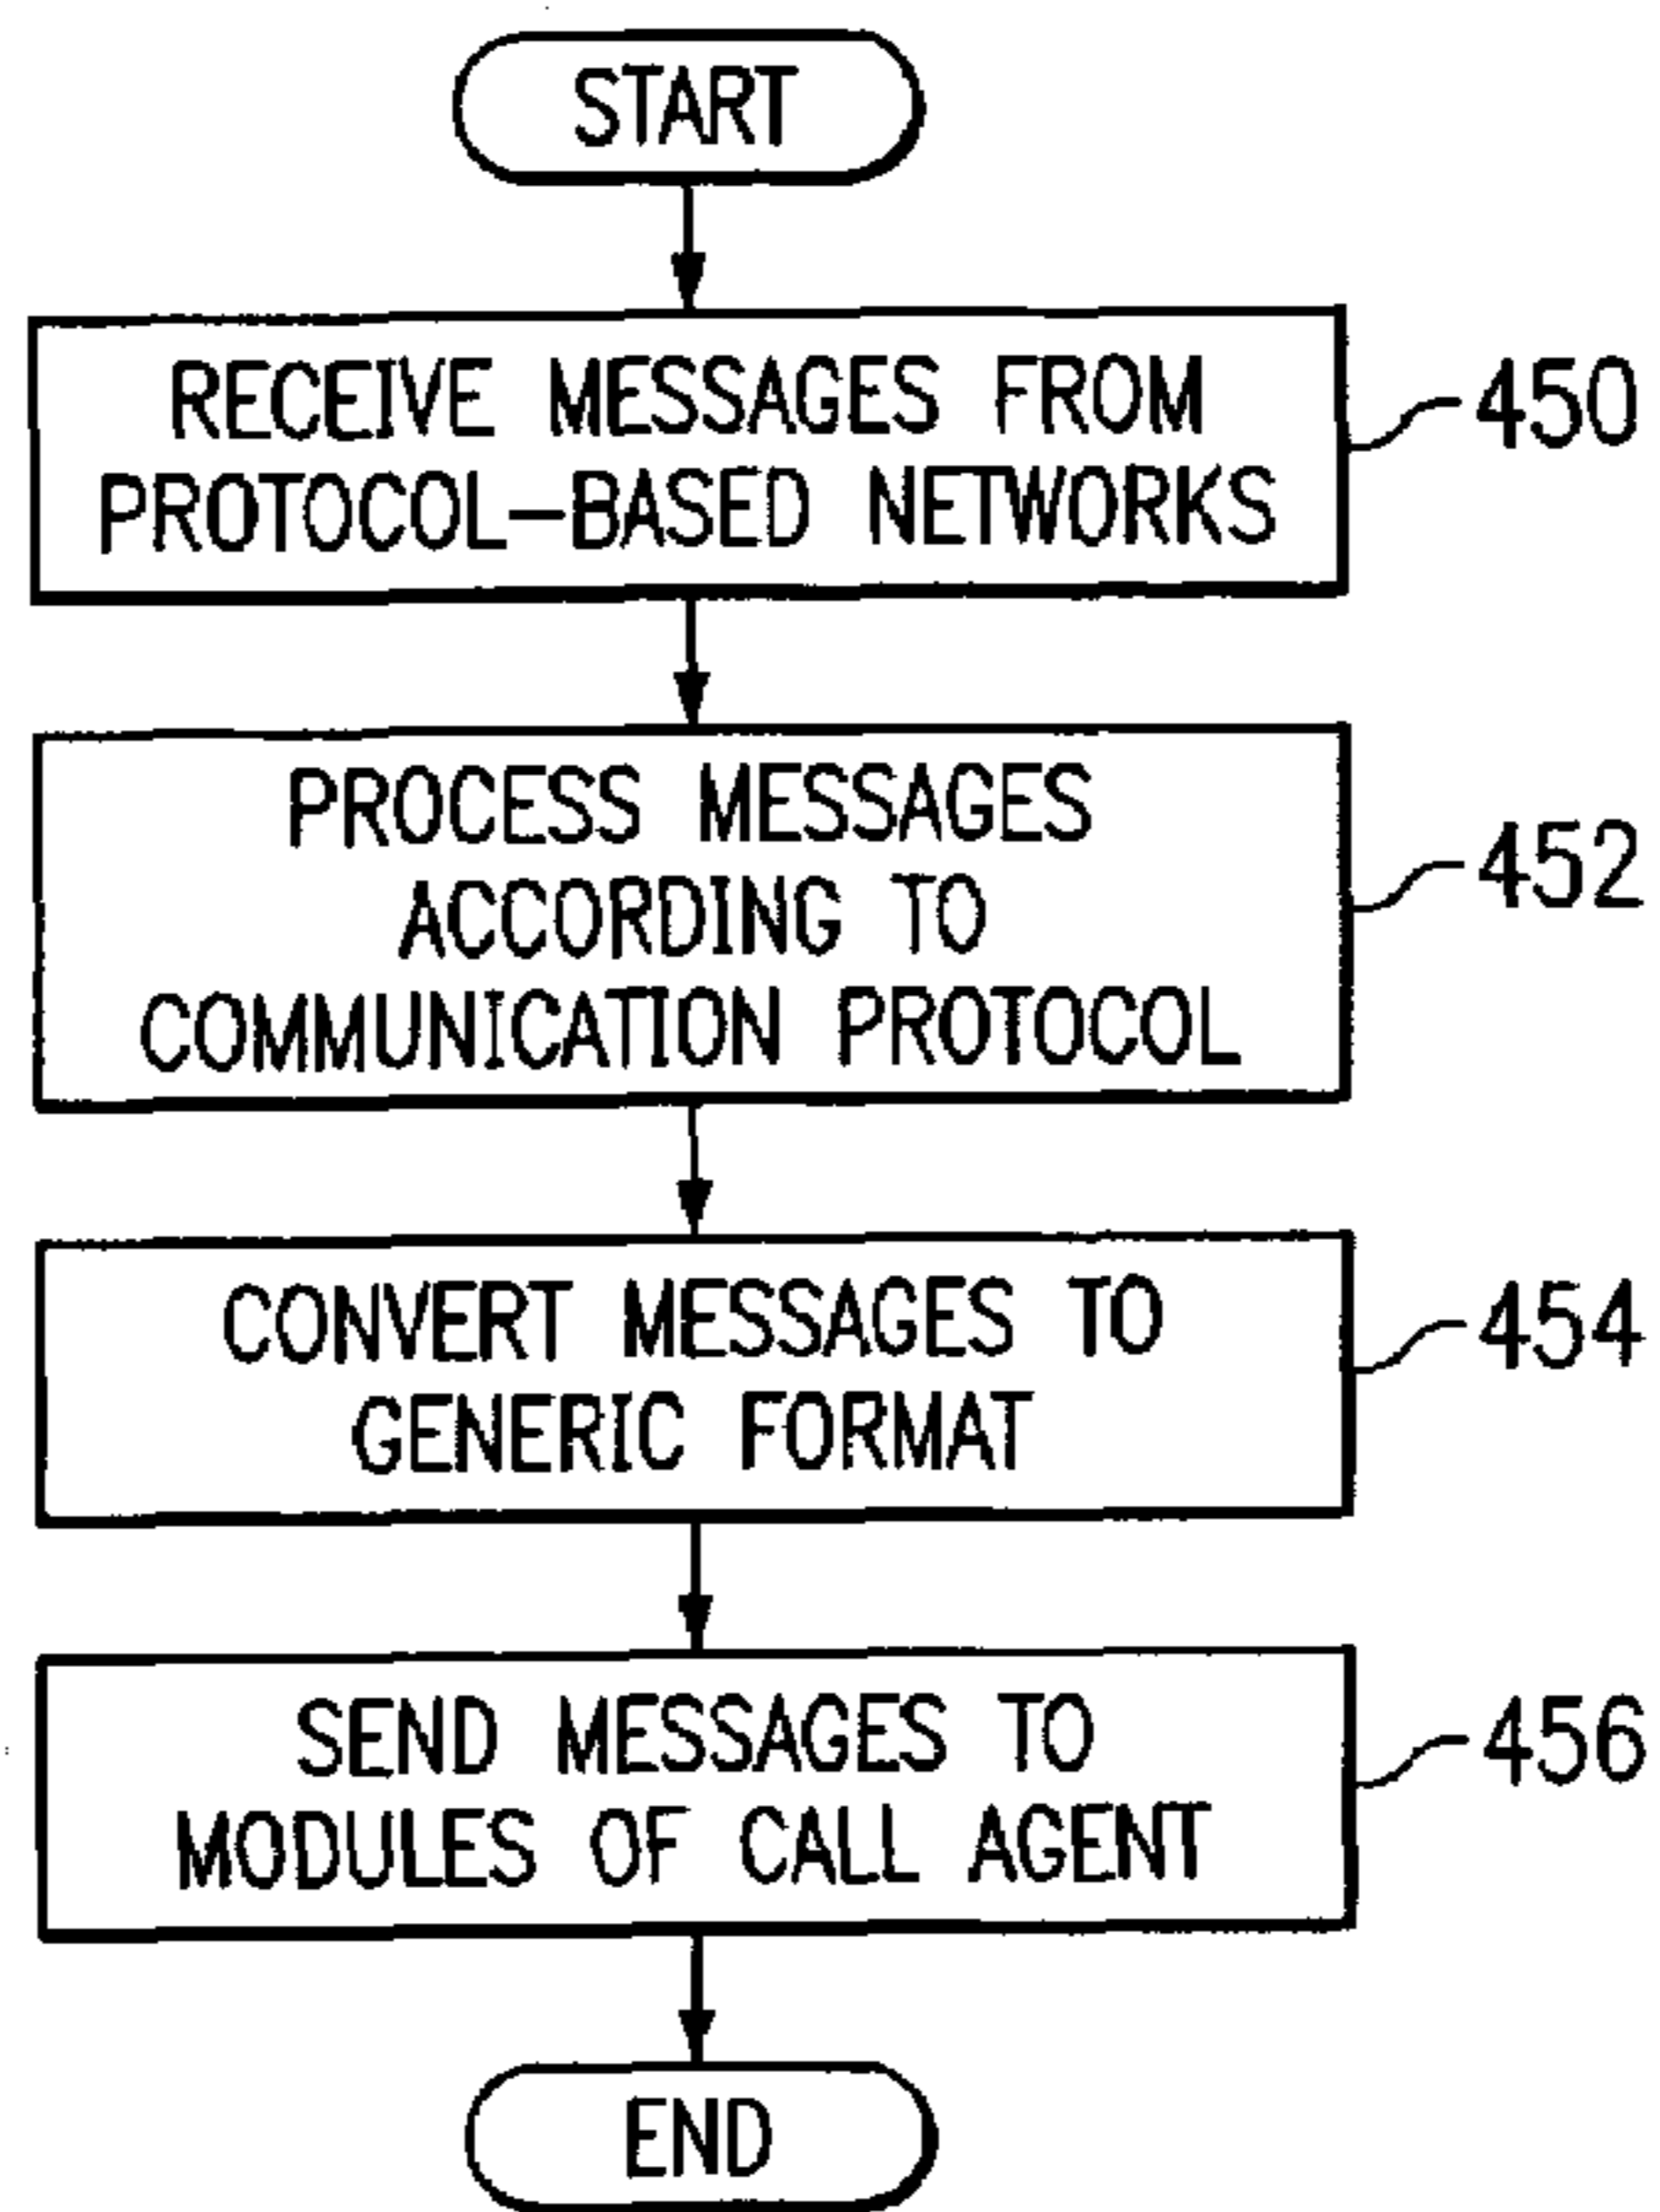 START
RECEIVE MESSAGES FROM
PROTOCOL-BASED NETWORKS
450
PROCESS MESSAGES
ACCORDING TO
COMMUNICATION PROTOCOL
452
CONVERT MESSAGES TO
GENERIC FORMAT
454
SEND MESSAGES TO
MODULES OF CALL AGENT
456
END